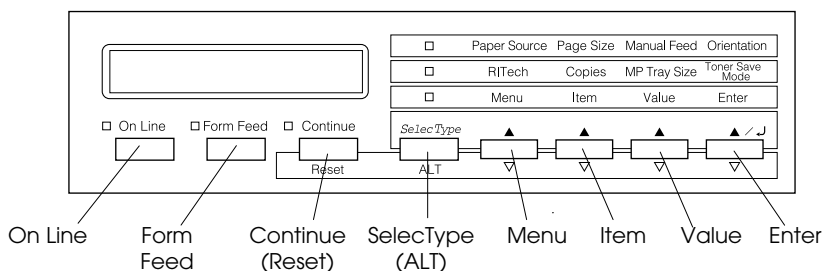 Paper Source Page Size Manual Feed Orientation
RITech Copies MP Tray Size Toner Save Mode
Menu Item Value Enter
On Line Form Feed Continue SelecType
Reset ALT
On Line Form Feed Continue (Reset) SelecType (ALT) Menu Item Value Enter